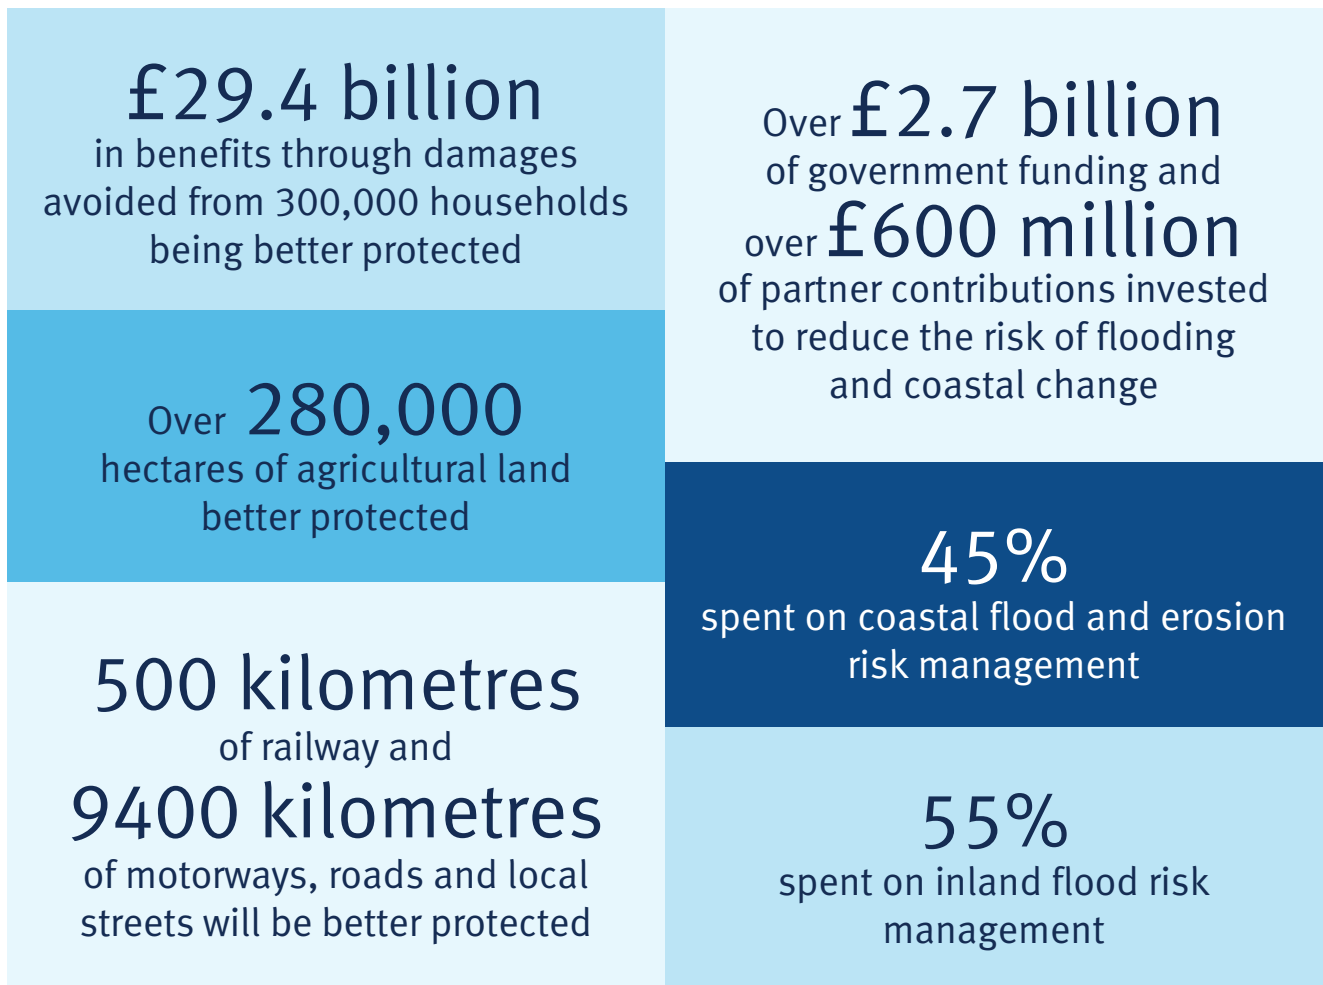 £29.4 billion
in benefits through damages
avoided from 300,000 households
being better protected
Over 280,000
hectares of agricultural land
better protected
500 kilometres
of railway and
9400 kilometres
of motorways, roads and local
streets will be better protected
Over £2.7 billion
of government funding and
over £600 million
of partner contributions invested
to reduce the risk of flooding
and coastal change
45%
spent on coastal flood and erosion
risk management
55%
spent on inland flood risk
management